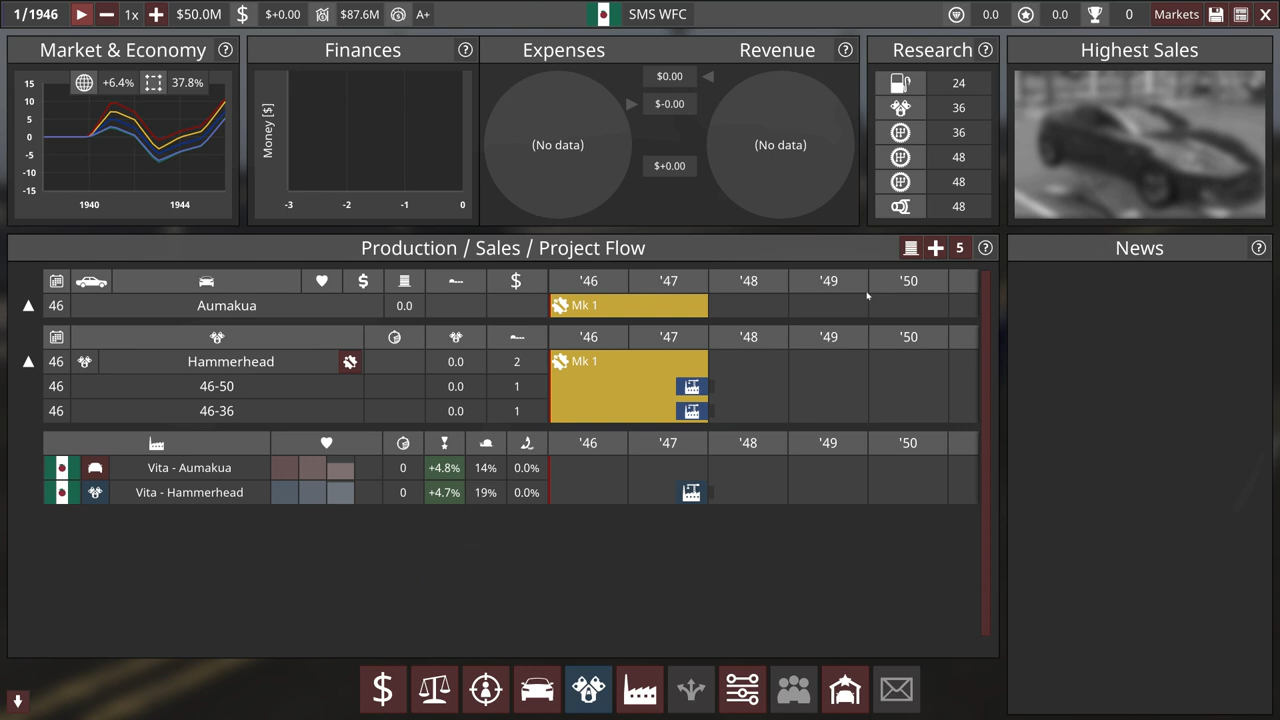 1/1946 1x $50.0M $ $+0.00 $87.6M A+ SMS WFC 0.0 0.0 0 Markets X
Market & Economy ?
+6.4% 37.8%
15
10
5
0
-5
-10
-15
1940 1944
Finances ?
Money [$]
-3 -2 -1 0
Expenses Revenue ?
(No data)
$0.00
$-0.00
$+0.00
(No data)
Research ?
24
36
36
48
48
48
Highest Sales
Production / Sales / Project Flow 5 ?
$ $ '46 '47 '48 '49 '50
46 Aumakua 0.0 Mk 1
'46 '47 '48 '49 '50
46 Hammerhead 0.0 2 Mk 1
46 46-50 0.0 1
46 46-36 0.0 1
'46 '47 '48 '49 '50
Vita - Aumakua 0 +4.8% 14% 0.0%
Vita - Hammerhead 0 +4.7% 19% 0.0%
News ?
$